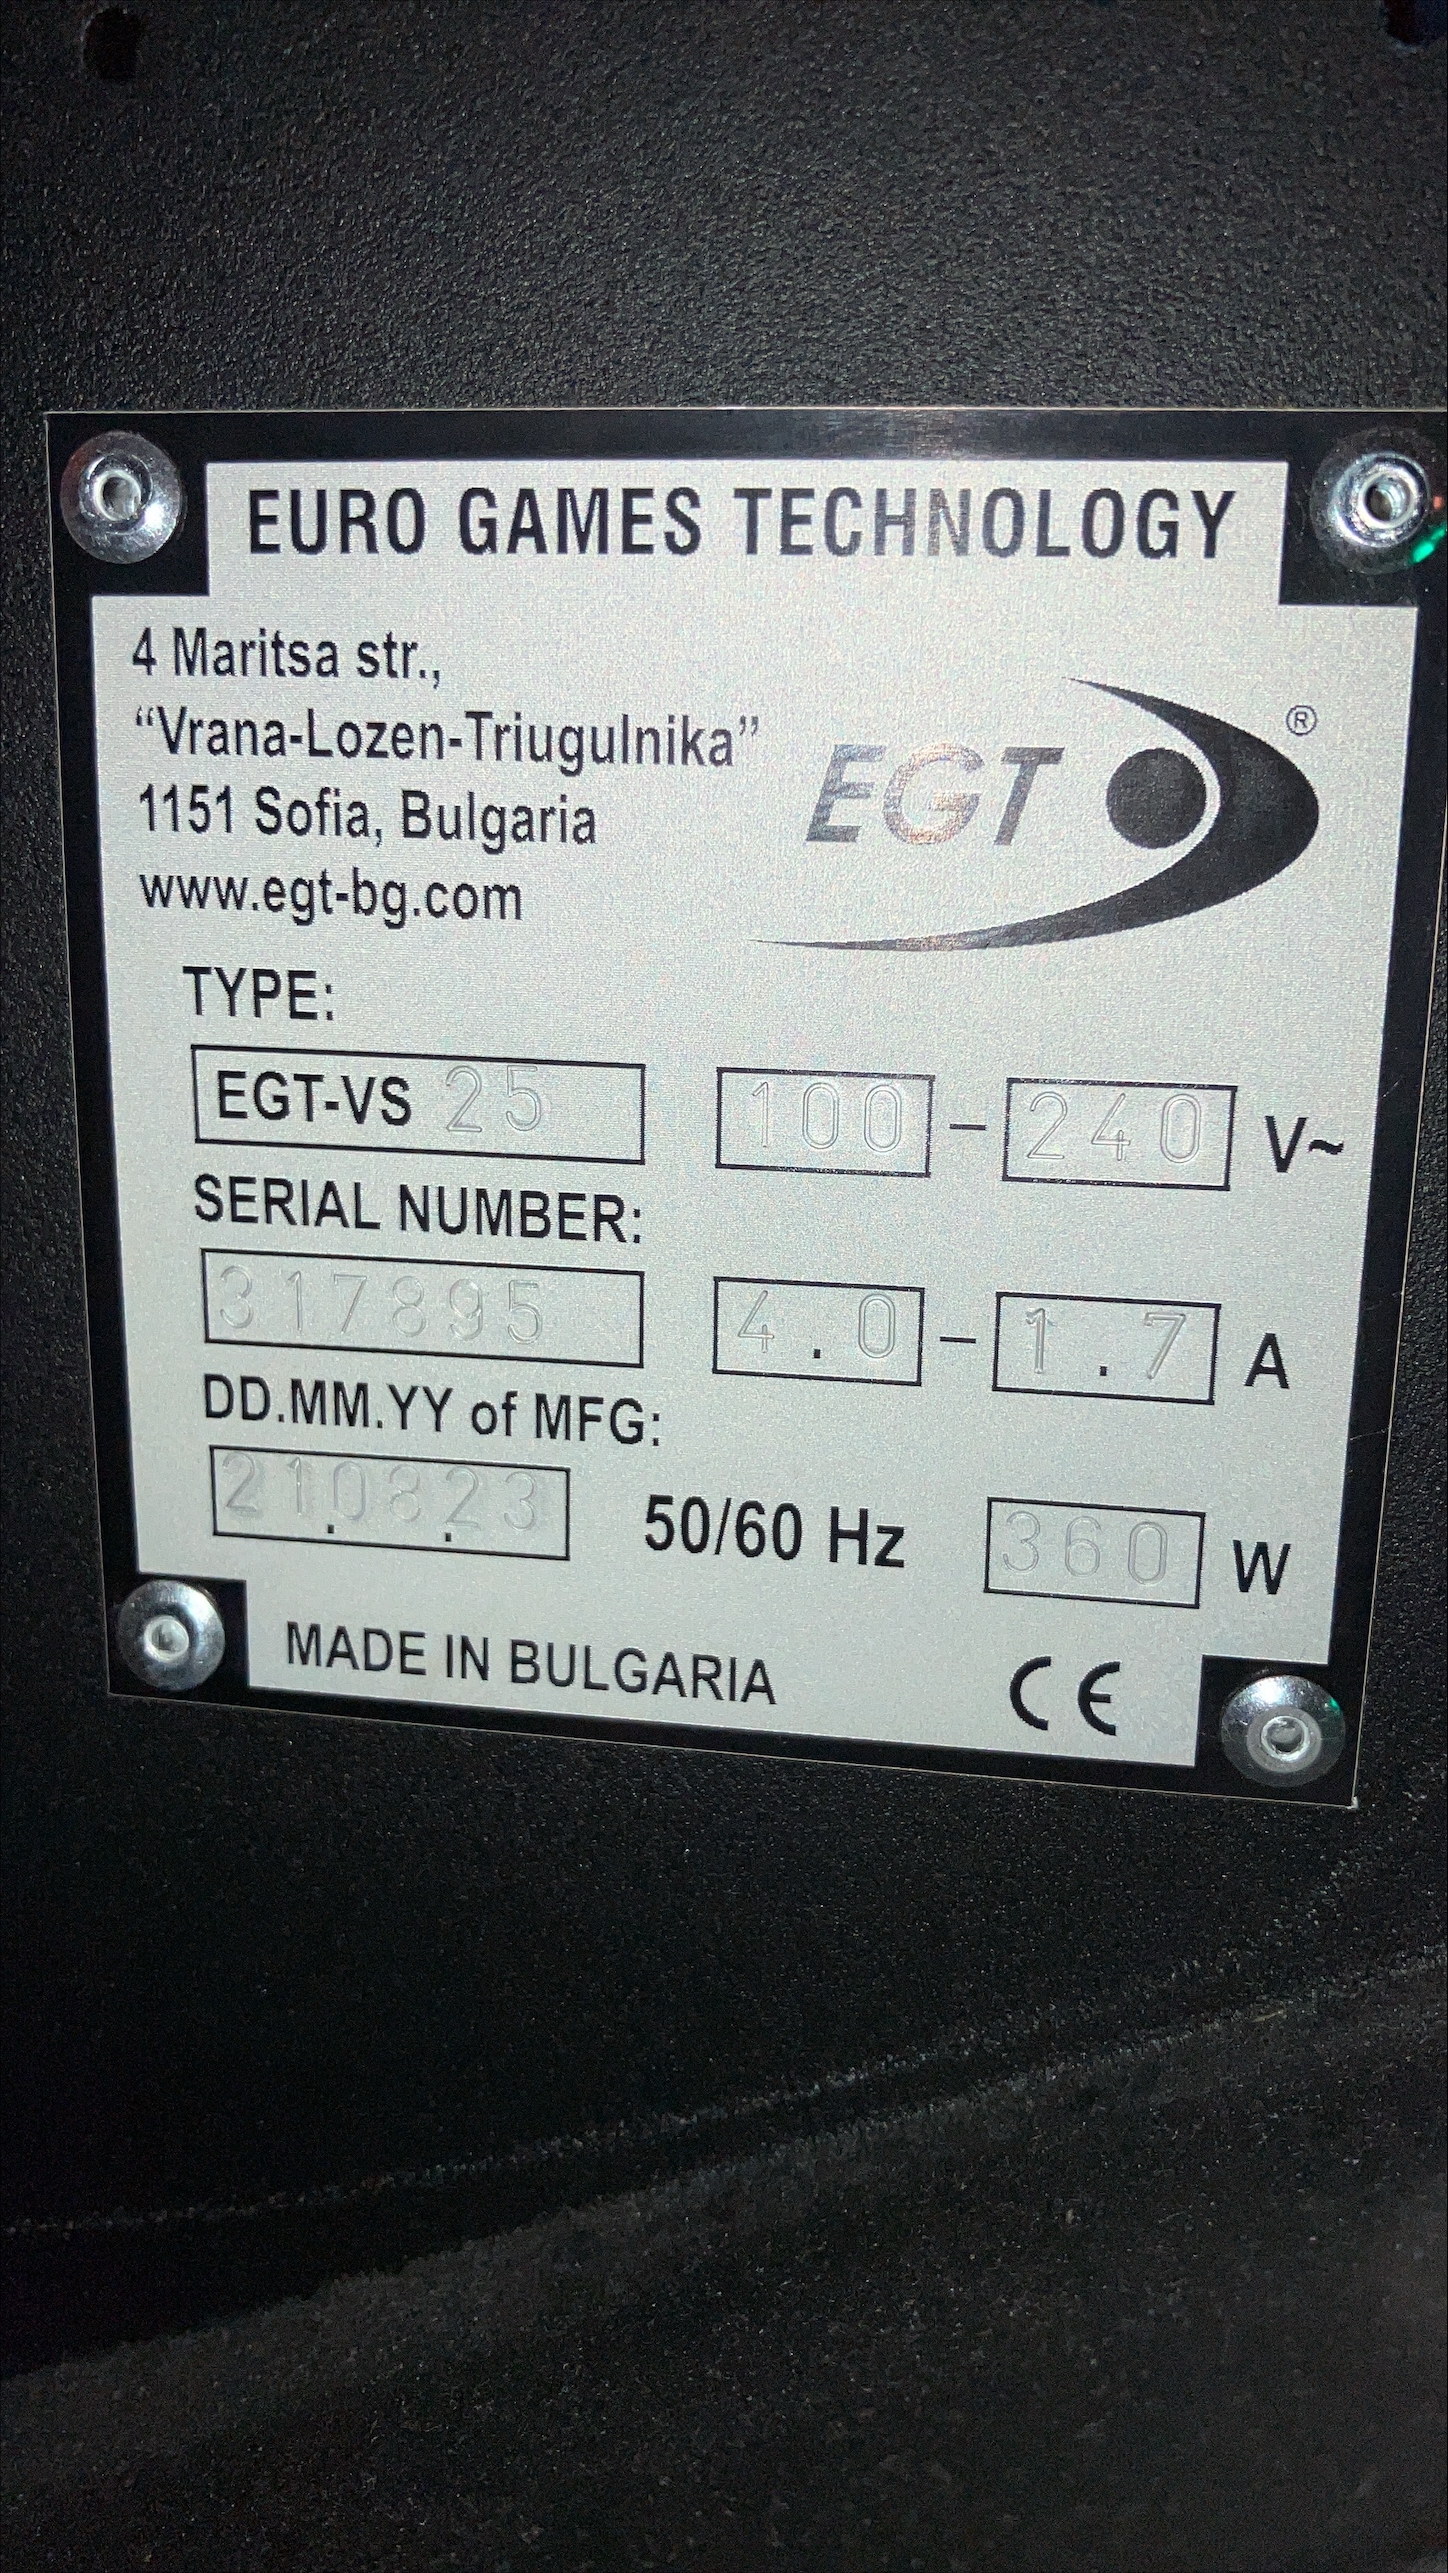 EURO GAMES TECHNOLOGY
4 Maritsa str.,
“Vrana-Lozen-Triugulnika”
1151 Sofia, Bulgaria
www.egt-bg.com
EGT ®
TYPE:
EGT-VS 25 100 - 240 V~
SERIAL NUMBER:
317895 4.0 - 1.7 A
DD.MM.YY of MFG:
21.08.23 50/60 Hz 360 W
MADE IN BULGARIA CE